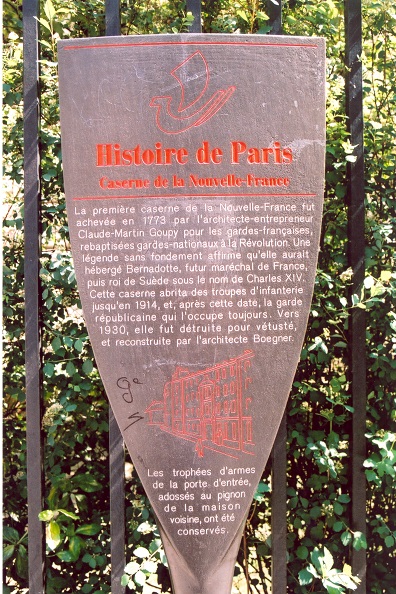 Histoire de Paris
Caserne de la Nouvelle-France
La première caserne de la Nouvelle-France fut
achevée en 1773 par l'architecte-entrepreneur
Claude-Martin Goupy pour les gardes-françaises,
rebaptisées gardes-nationaux à la Révolution. Une
légende sans fondement affirme qu'elle aurait
hébergé Bernadotte, futur maréchal de France,
puis roi de Suède sous le nom de Charles XIV.
Cette caserne abrita des troupes d'infanterie
jusqu'en 1914, et, après cette date, la garde
républicaine qui l'occupe toujours. Vers
1930, elle fut détruite pour vétusté,
et reconstruite par l'architecte Boegner.
Les trophées d'armes
de la porte d'entrée,
adossés au pignon
de la maison
voisine, ont été
conservés.